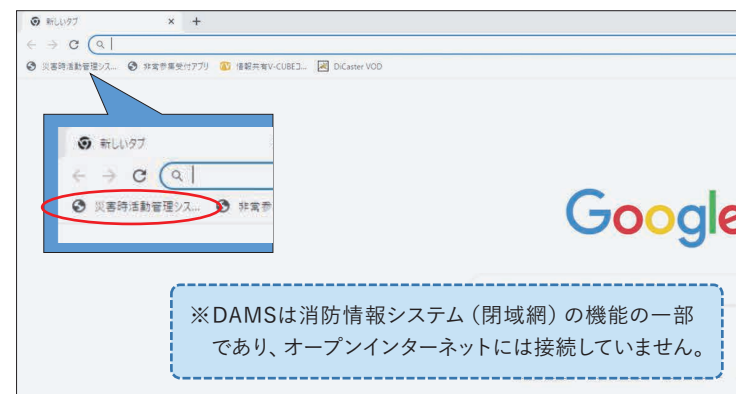 新しいタブ
災害時活動管理シス... 非常参集受付アプリ 情報共有V-CUBEコ... DiCaster VOD
新しいタブ
災害時活動管理シス... 非常参
Google
※DAMSは消防情報システム（閉域網）の機能の一部
であり、オープンインターネットには接続していません。